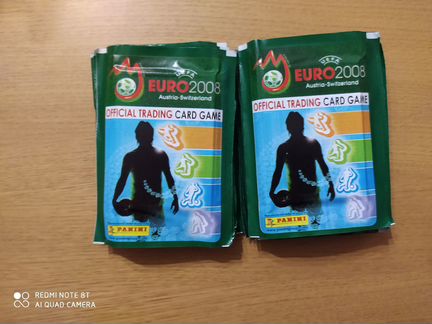 UEFA
EURO2008
Austria-Switzerland
OFFICIAL TRADING CARD GAME
PANINI
UEFA
EURO2008
Austria-Switzerland
OFFICIAL TRADING CARD GAME
PANINI
REDMI NOTE 8T
AI QUAD CAMERA